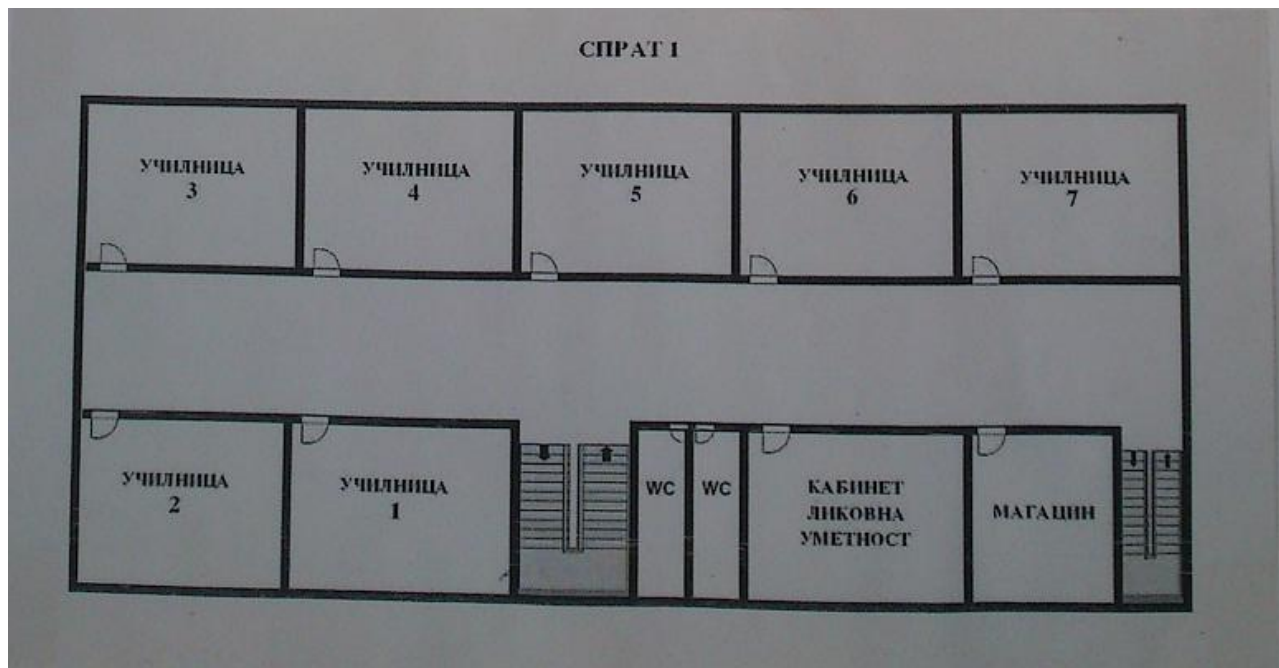 СПРАТ 1
УЧИЛНИЦА
3
УЧИЛНИЦА
4
УЧИЛНИЦА
5
УЧИЛНИЦА
6
УЧИЛНИЦА
7
УЧИЛНИЦА
2
УЧИЛНИЦА
1
WC
WC
КАБИНЕТ
ЛИКОВНА
УМЕТНОСТ
МАГАЦИН